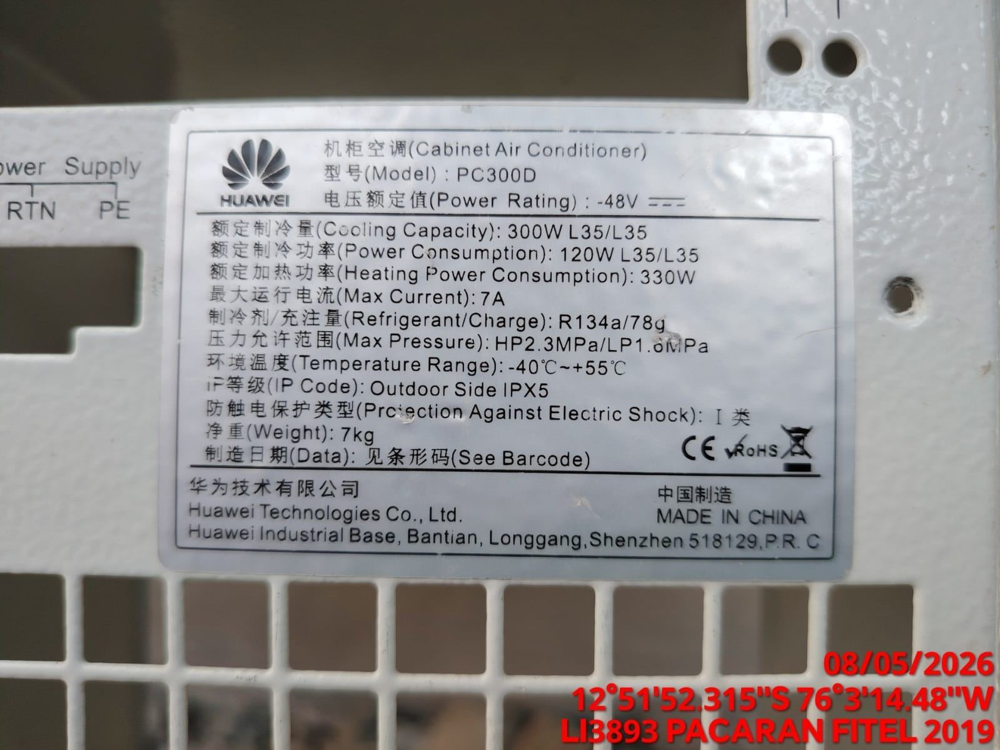 Supply
RTN PE
HUAWEI
机柜空调(Cabinet Air Conditioner)
型号(Model) : PC300D
电压额定值(Power Rating) : -48V
额定制冷量(Cooling Capacity): 300W L35/L35
额定制冷功率(Power Consumption): 120W L35/L35
额定加热功率(Heating Power Consumption): 330W
最大运行电流(Max Current): 7A
制冷剂/充注量(Refrigerant/Charge): R134a/78g
压力允许范围(Max Pressure): HP2.3MPa/LP1.6MPa
环境温度(Temperature Range): -40℃~+55℃
IP等级(IP Code): Outdoor Side IPX5
防触电保护类型(Protection Against Electric Shock): I 类
净重(Weight): 7kg
制造日期(Data): 见条形码(See Barcode)
CE RoHS
华为技术有限公司
Huawei Technologies Co., Ltd.
Huawei Industrial Base, Bantian, Longgang,Shenzhen 518129,P.R. C
中国制造
MADE IN CHINA
08/05/2026
12°51'52.315"S 76°3'14.48"W
LI3893 PACARAN FITEL 2019